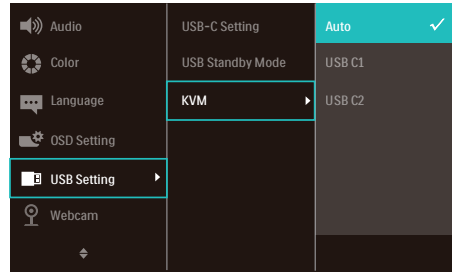 Audio
Color
Language
OSD Setting
USB Setting
Webcam
USB-C Setting
USB Standby Mode
KVM
Auto
USB C1
USB C2